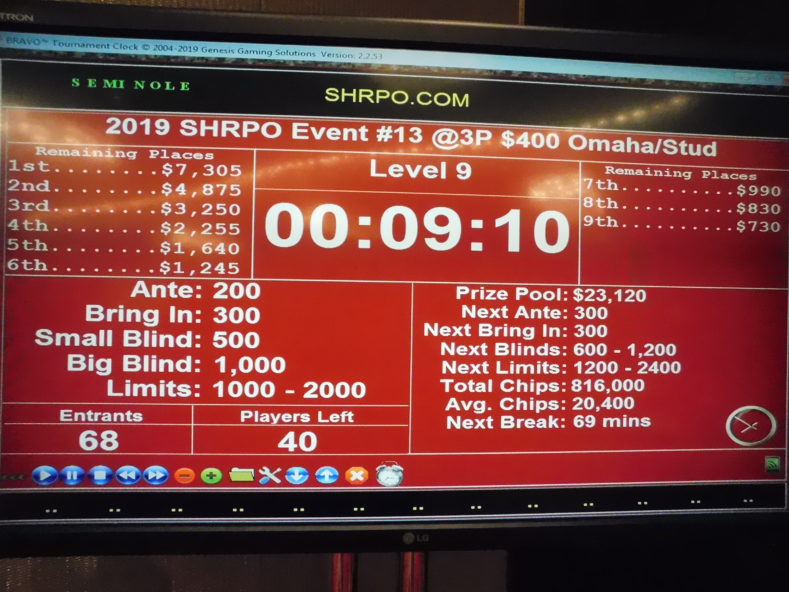 TRON
BRAVO™ Tournament Clock © 2004-2019 Genesis Gaming Solutions Version: 2.2.53
SEMINOLE
SHRPO.COM
2019 SHRPO Event #13 @3P $400 Omaha/Stud
Remaining Places
1st........$7,305
2nd........$4,875
3rd........$3,250
4th........$2,255
5th........$1,640
6th........$1,245
Level 9
00:09:10
Remaining Places
7th..........$990
8th..........$830
9th..........$730
Ante: 200
Bring In: 300
Small Blind: 500
Big Blind: 1,000
Limits: 1000 - 2000
Prize Pool: $23,120
Next Ante: 300
Next Bring In: 300
Next Blinds: 600 - 1,200
Next Limits: 1200 - 2400
Total Chips: 816,000
Avg. Chips: 20,400
Next Break: 69 mins
Entrants
68
Players Left
40
LG